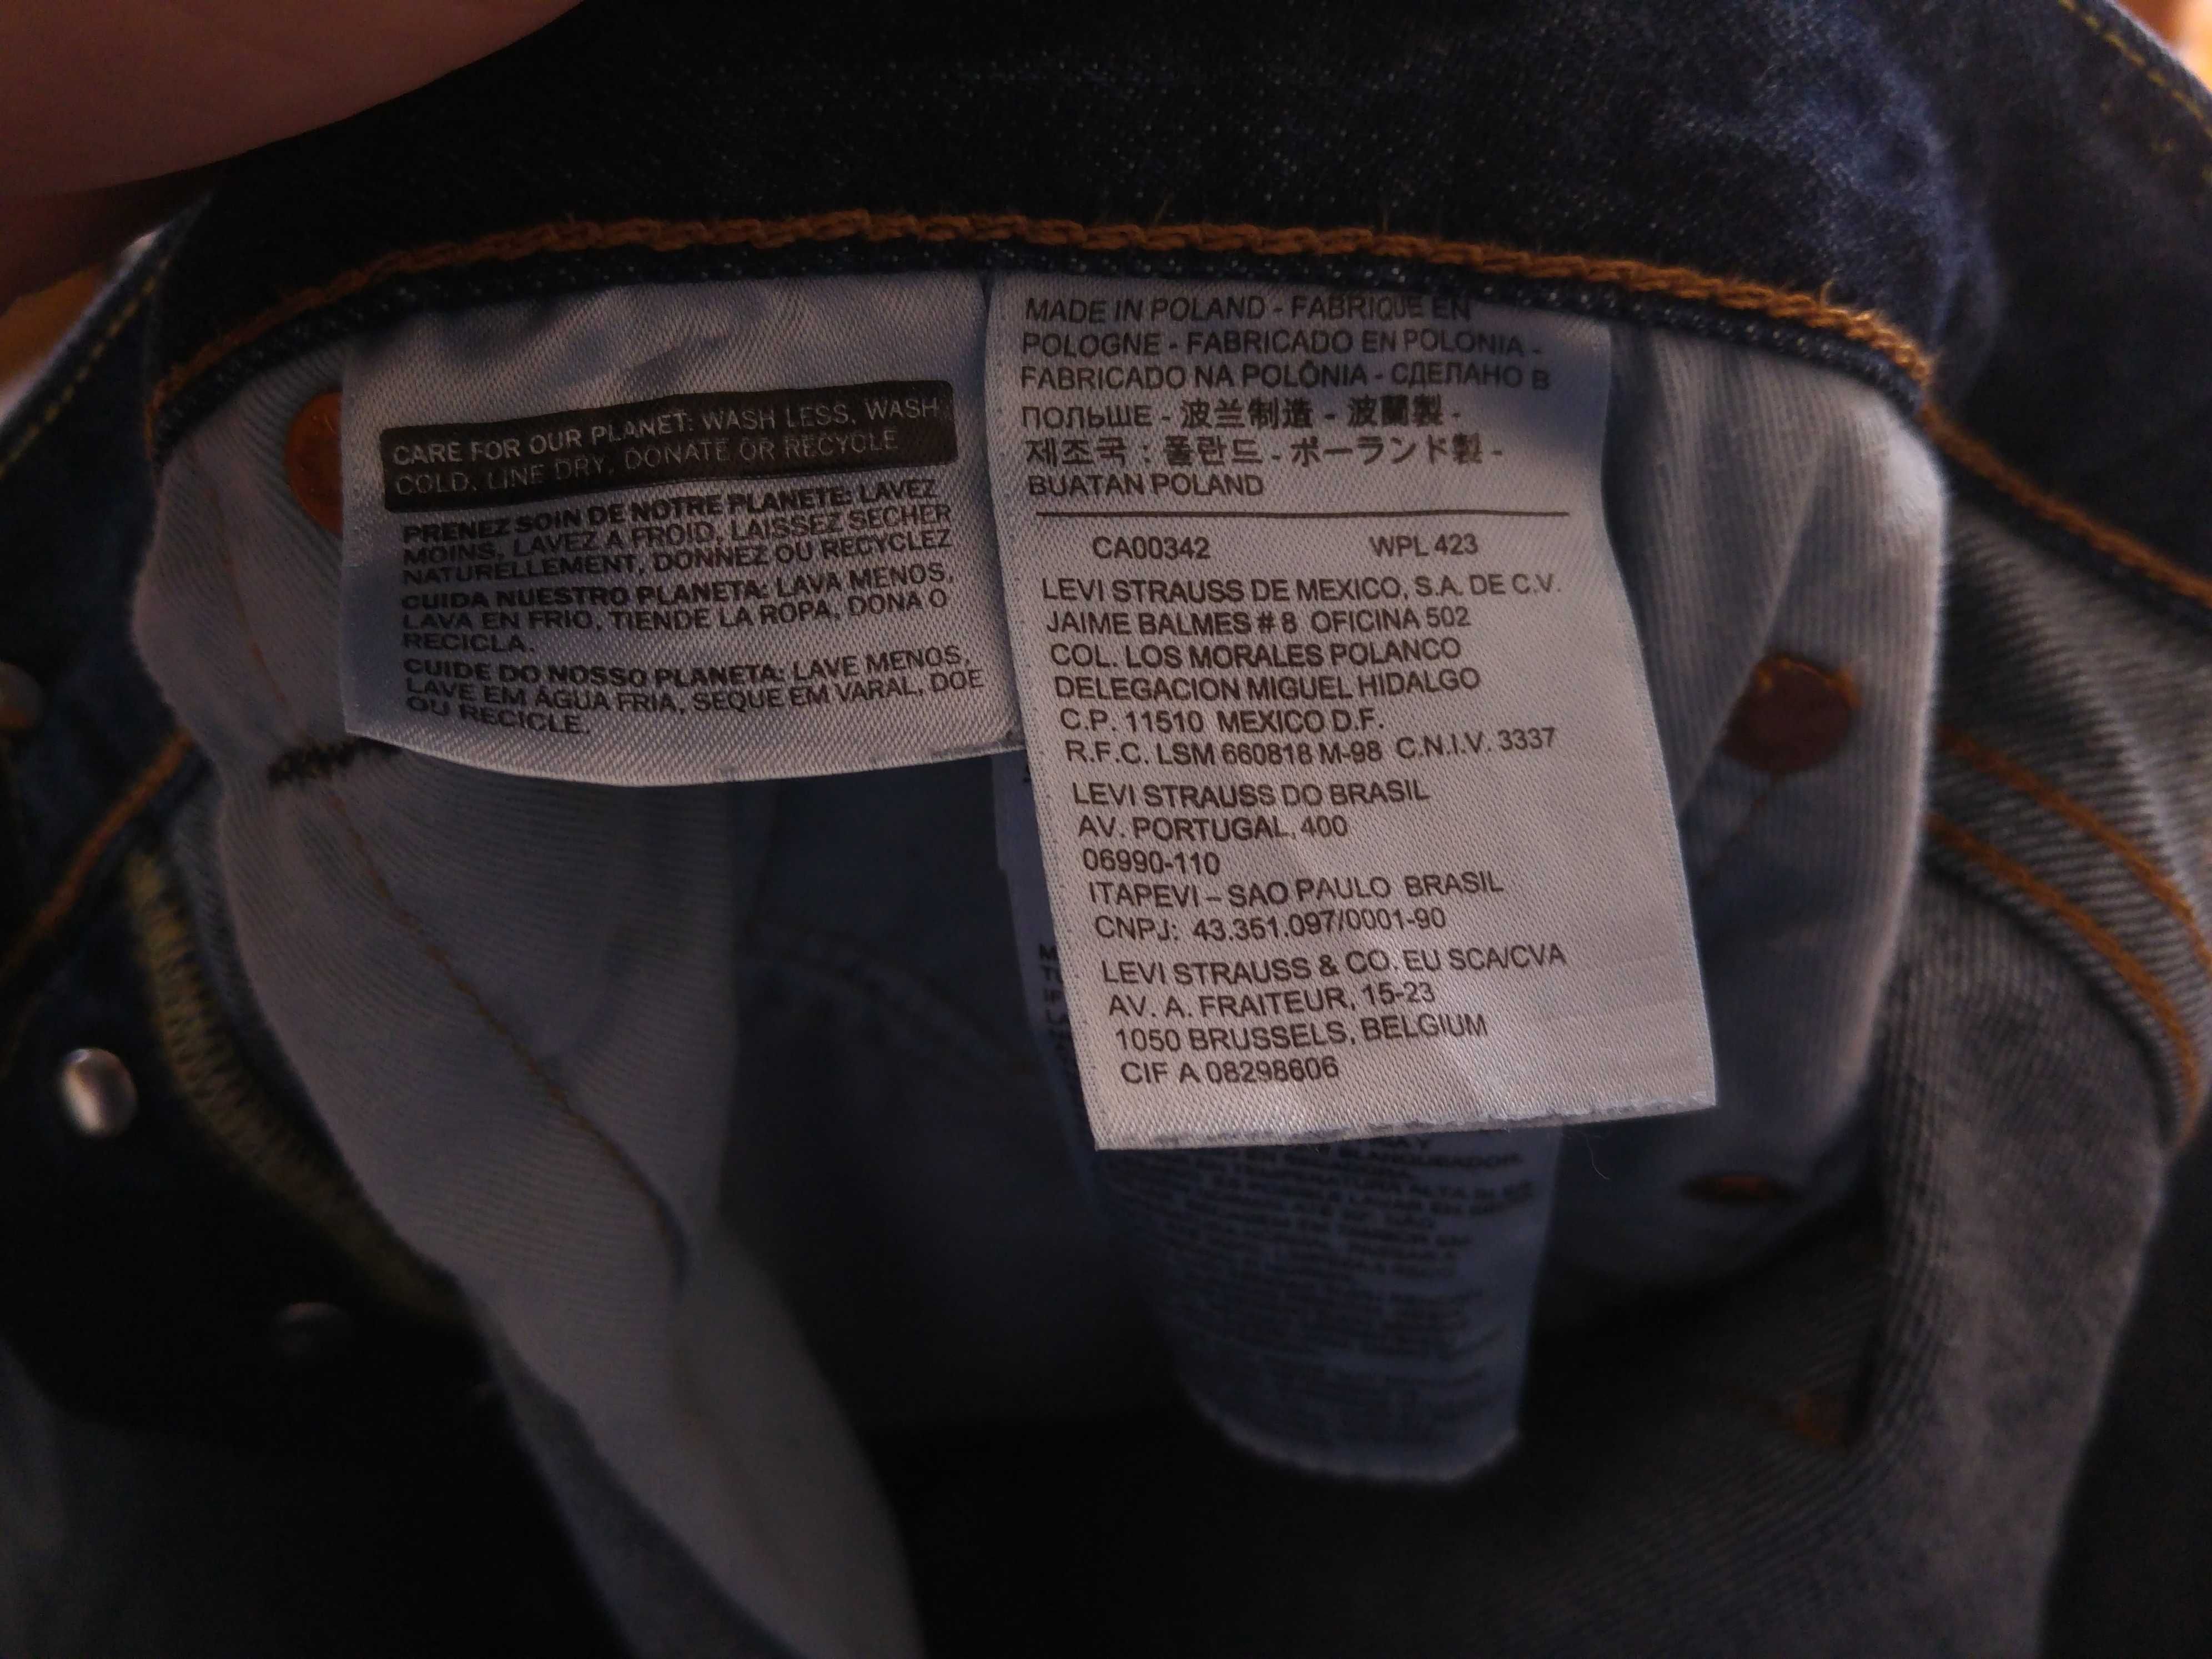 CARE FOR OUR PLANET: WASH LESS, WASH
COLD, LINE DRY, DONATE OR RECYCLE
PRENEZ SOIN DE NOTRE PLANETE: LAVEZ
MOINS, LAVEZ A FROID, LAISSEZ SECHER
NATURELLEMENT, DONNEZ OU RECYCLEZ
CUIDA NUESTRO PLANETA: LAVA MENOS,
LAVA EN FRIO, TIENDE LA ROPA, DONA O
RECICLA.
CUIDE DO NOSSO PLANETA: LAVE MENOS,
LAVE EM ÁGUA FRIA, SEQUE EM VARAL, DOE
OU RECICLE.
MADE IN POLAND - FABRIQUE EN
POLOGNE - FABRICADO EN POLONIA -
FABRICADO NA POLÔNIA - СДЕЛАНО В
ПОЛЬШЕ - 波兰制造 - 波蘭製 -
제조국 : 폴란드 - ポーランド製 -
BUATAN POLAND
CA00342 WPL 423
LEVI STRAUSS DE MEXICO, S.A. DE C.V.
JAIME BALMES # 8 OFICINA 502
COL. LOS MORALES POLANCO
DELEGACION MIGUEL HIDALGO
C.P. 11510 MEXICO D.F.
R.F.C. LSM 660818 M-98 C.N.I.V. 3337
LEVI STRAUSS DO BRASIL
AV. PORTUGAL, 400
06990-110
ITAPEVI – SAO PAULO BRASIL
CNPJ: 43.351.097/0001-90
LEVI STRAUSS & CO. EU SCA/CVA
AV. A. FRAITEUR, 15-23
1050 BRUSSELS, BELGIUM
CIF A 08298606